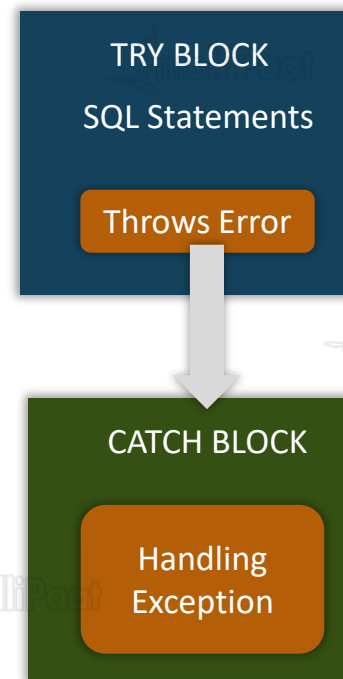 TRY BLOCK
SQL Statements
Throws Error
CATCH BLOCK
Handling
Exception